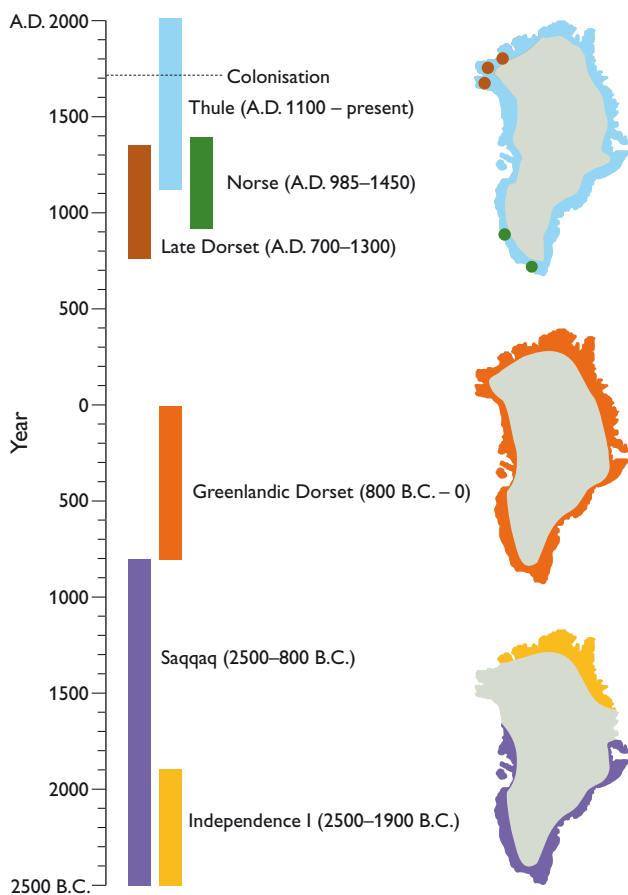 A.D. 2000
Colonisation
Thule (A.D. 1100 – present)
1500
Norse (A.D. 985–1450)
1000
Late Dorset (A.D. 700–1300)
500
0
Year
Greenlandic Dorset (800 B.C. – 0)
500
1000
Saqqaq (2500–800 B.C.)
1500
2000
Independence I (2500–1900 B.C.)
2500 B.C.